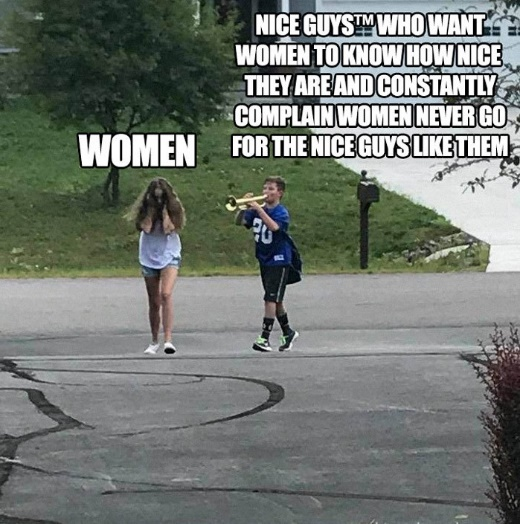 NICE GUYS™ WHO WANT
WOMEN TO KNOW HOW NICE
THEY ARE AND CONSTANTLY
COMPLAIN WOMEN NEVER GO
FOR THE NICE GUYS LIKE THEM
WOMEN
20